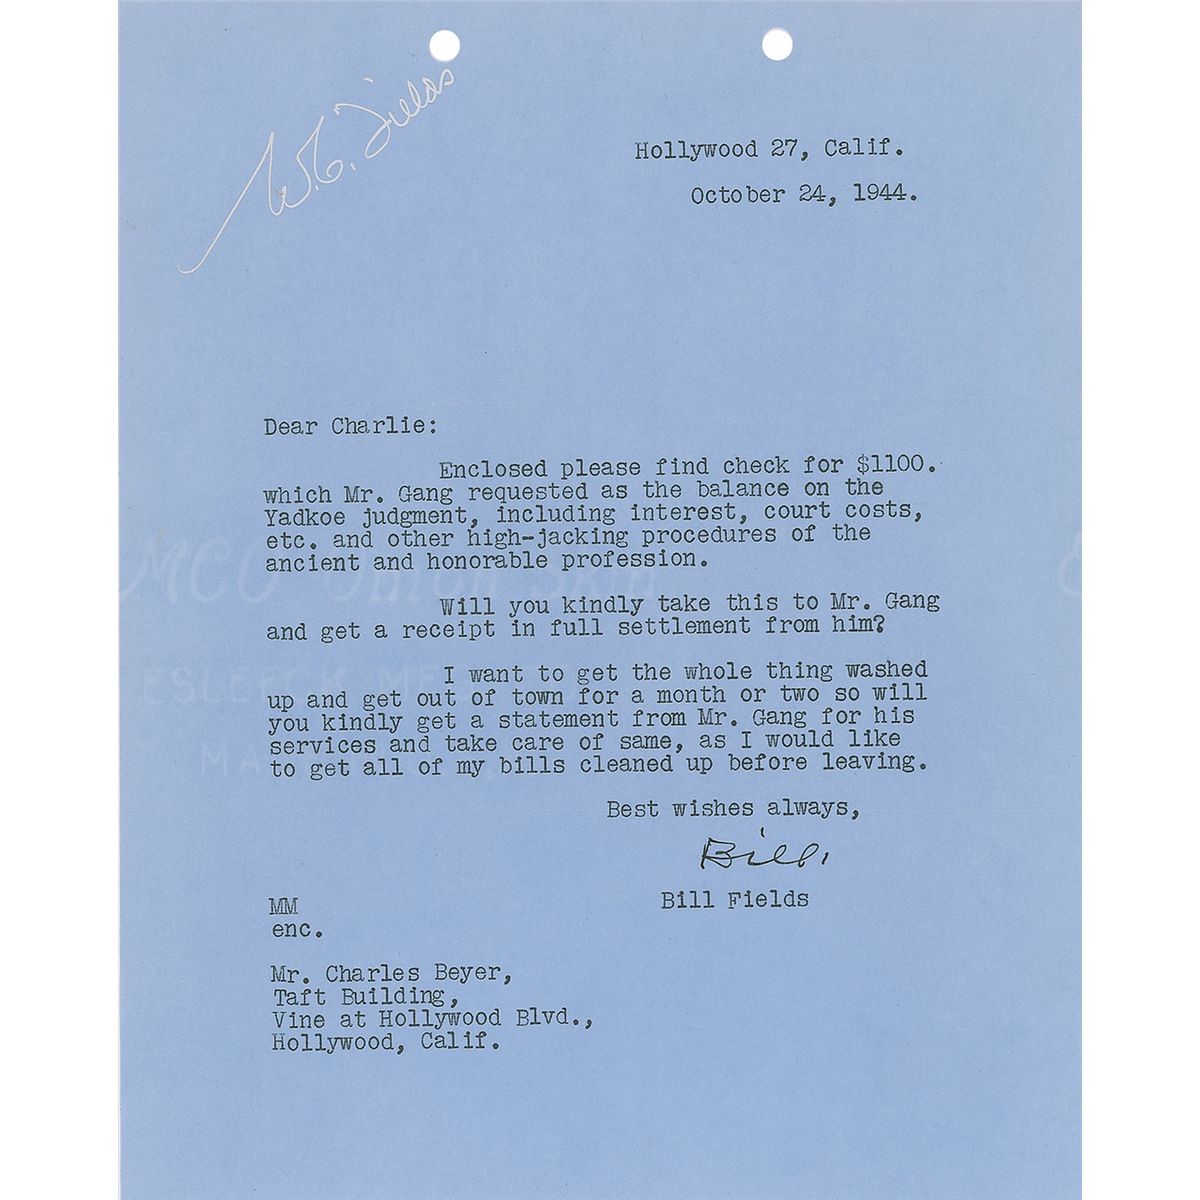 W.C. Fields
Hollywood 27, Calif.
October 24, 1944.
Dear Charlie:
Enclosed please find check for $1100.
which Mr. Gang requested as the balance on the
Yadkoe judgment, including interest, court costs,
etc. and other high-jacking procedures of the
ancient and honorable profession.
Will you kindly take this to Mr. Gang
and get a receipt in full settlement from him?
I want to get the whole thing washed
up and get out of town for a month or two so will
you kindly get a statement from Mr. Gang for his
services and take care of same, as I would like
to get all of my bills cleaned up before leaving.
Best wishes always,
Bill.
Bill Fields
MM
enc.
Mr. Charles Beyer,
Taft Building,
Vine at Hollywood Blvd.,
Hollywood, Calif.